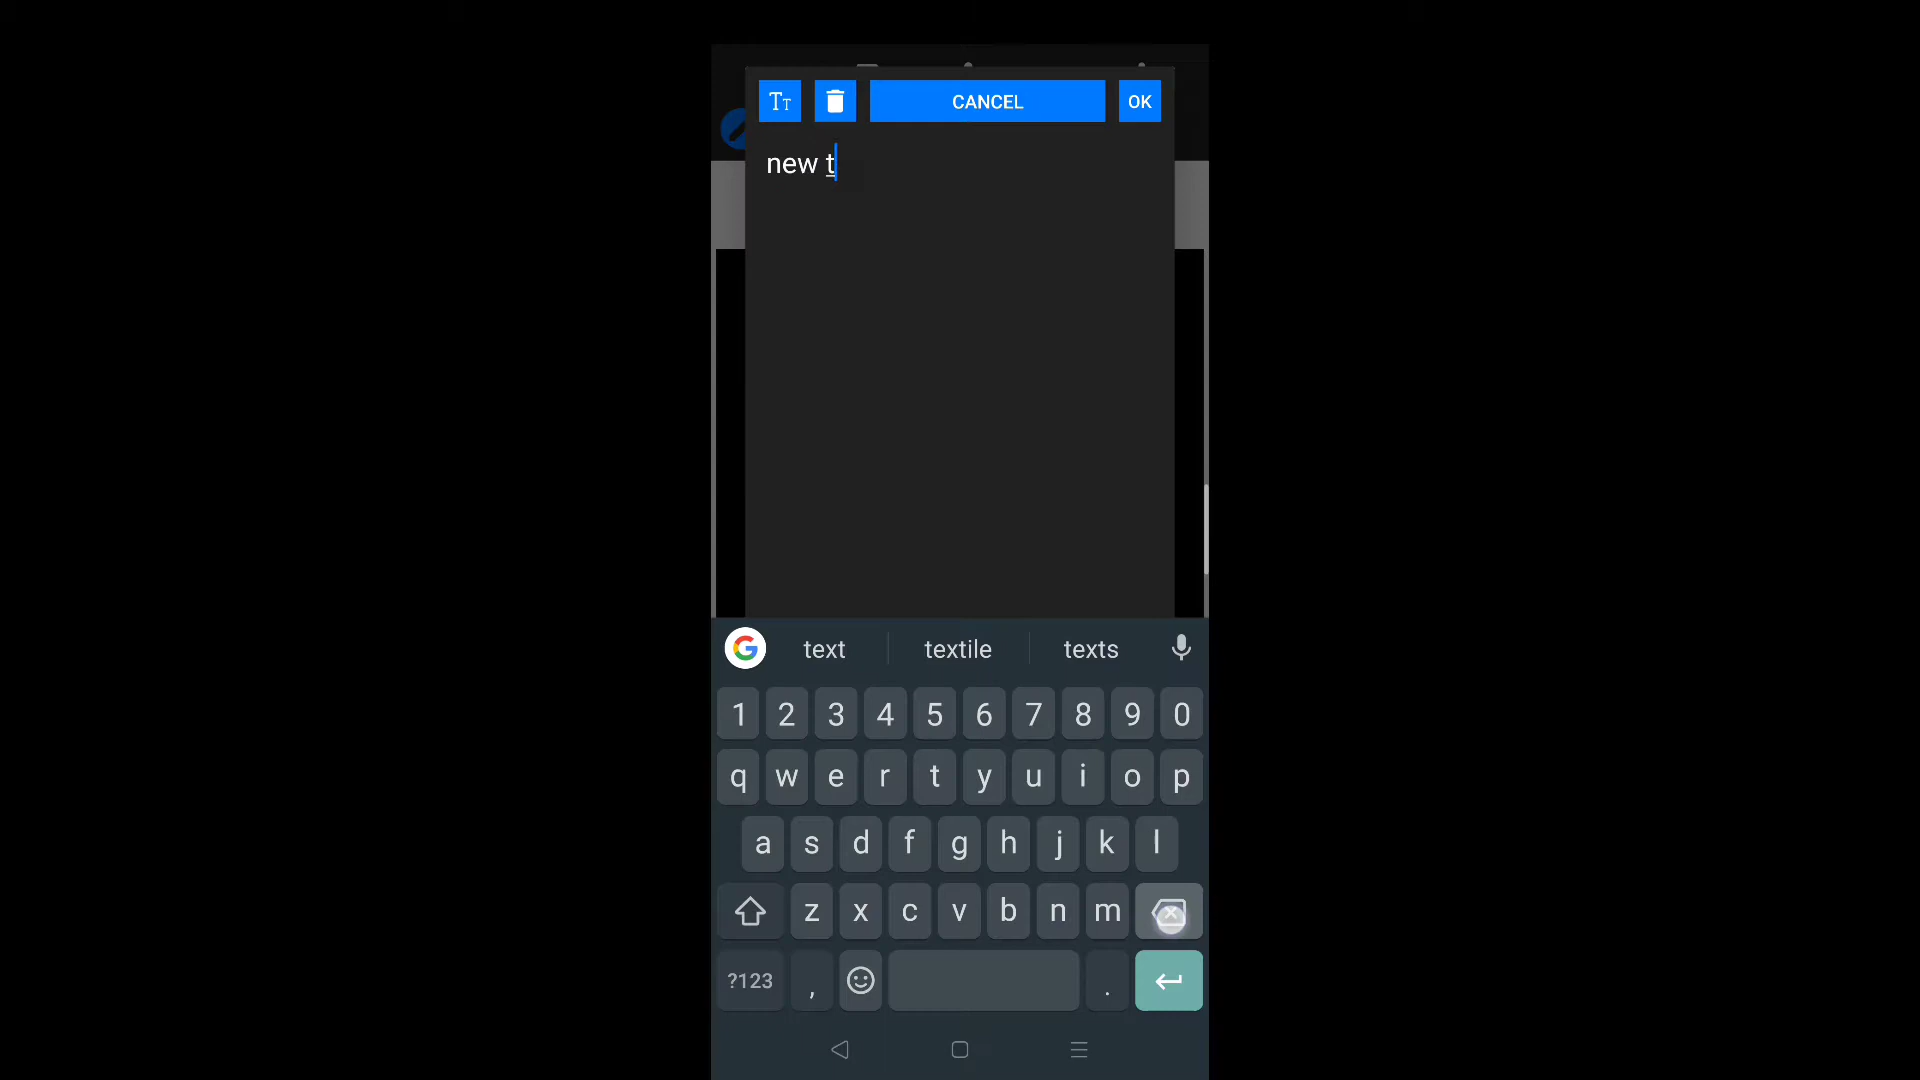 Tт CANCEL OK
new t
text textile texts
1 2 3 4 5 6 7 8 9 0
q w e r t y u i o p
a s d f g h j k l
z x c v b n m
?123 , .